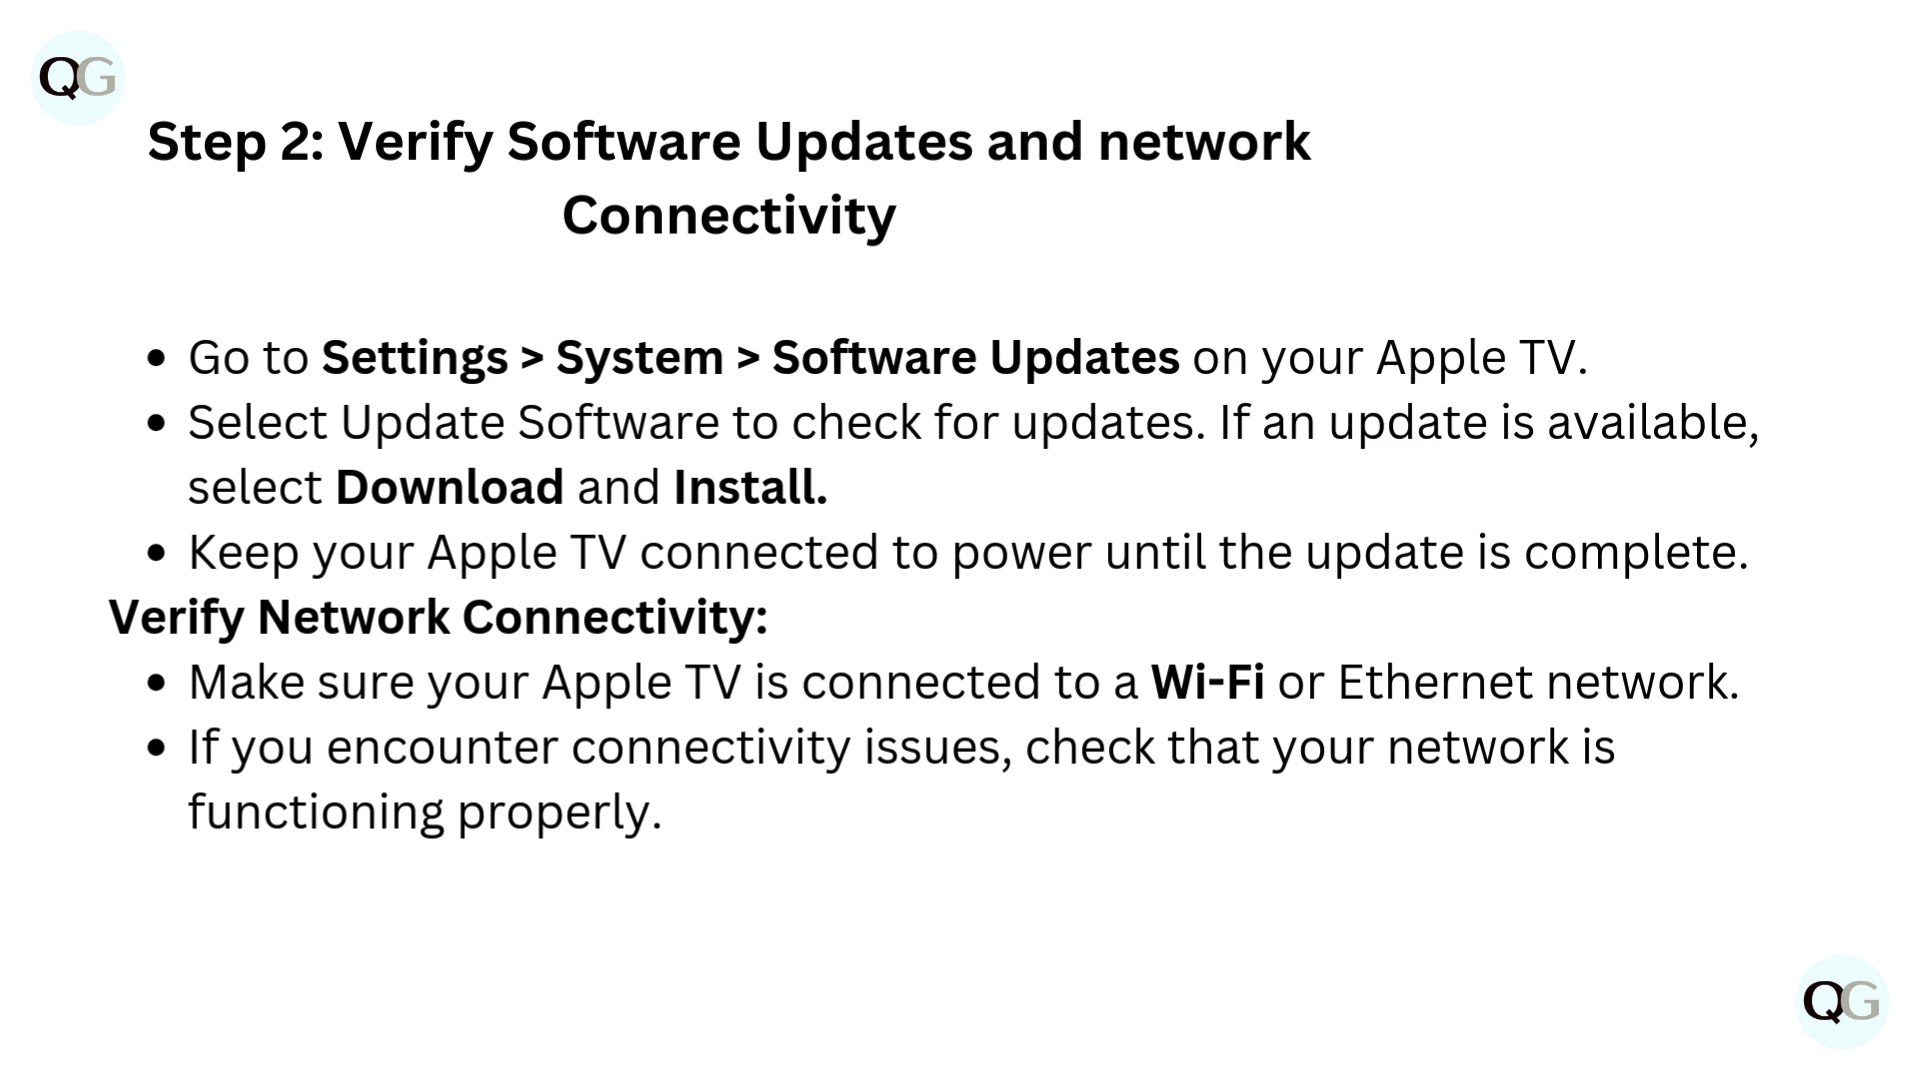 QG
Step 2: Verify Software Updates and network
Connectivity
• Go to Settings > System > Software Updates on your Apple TV.
• Select Update Software to check for updates. If an update is available,
select Download and Install.
• Keep your Apple TV connected to power until the update is complete.
Verify Network Connectivity:
• Make sure your Apple TV is connected to a Wi-Fi or Ethernet network.
• If you encounter connectivity issues, check that your network is
functioning properly.
QG